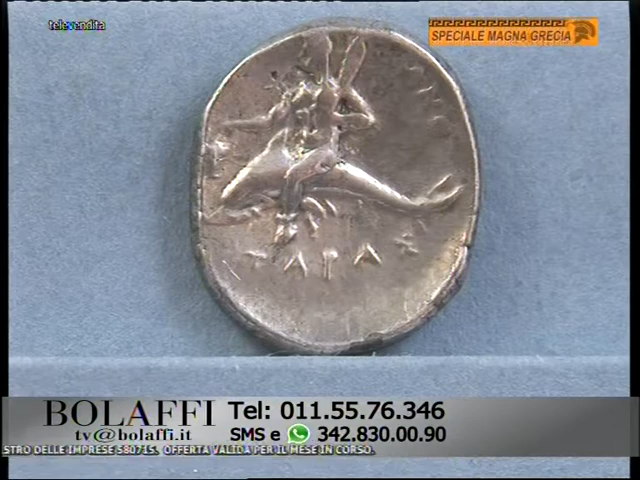 televendita
SPECIALE MAGNA GRECIA
ΤΑΡΑΣ
BOLAFFI
Tel: 011.55.76.346
tv@bolaffi.it
SMS e 342.830.00.90
STRO DELLE IMPRESE 580715. OFFERTA VALIDA PER IL MESE IN CORSO.